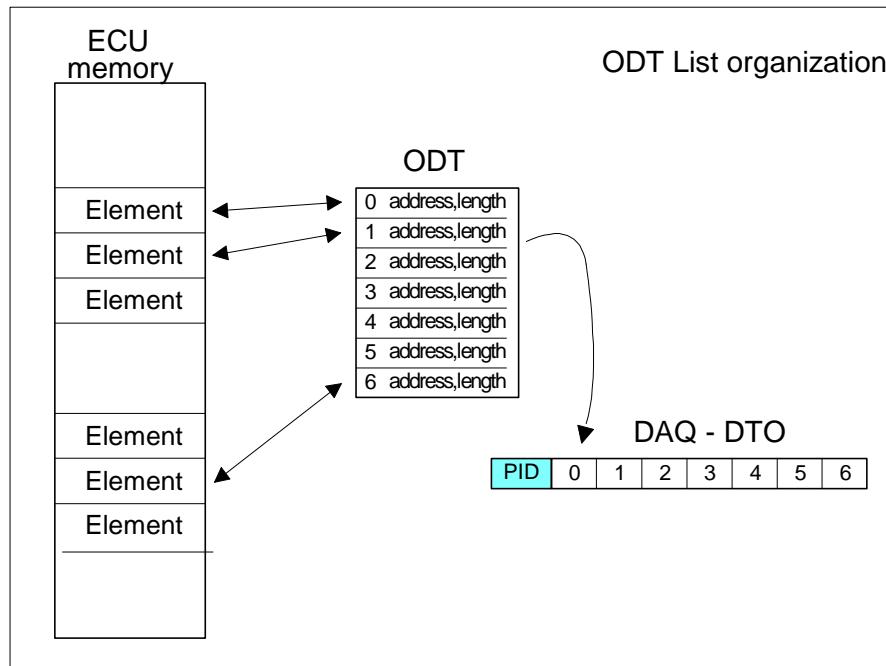 ECU
memory
ODT List organization
ODT
Element
Element
Element
Element
Element
Element
0 address,length
1 address,length
2 address,length
3 address,length
4 address,length
5 address,length
6 address,length
DAQ - DTO
PID 0 1 2 3 4 5 6